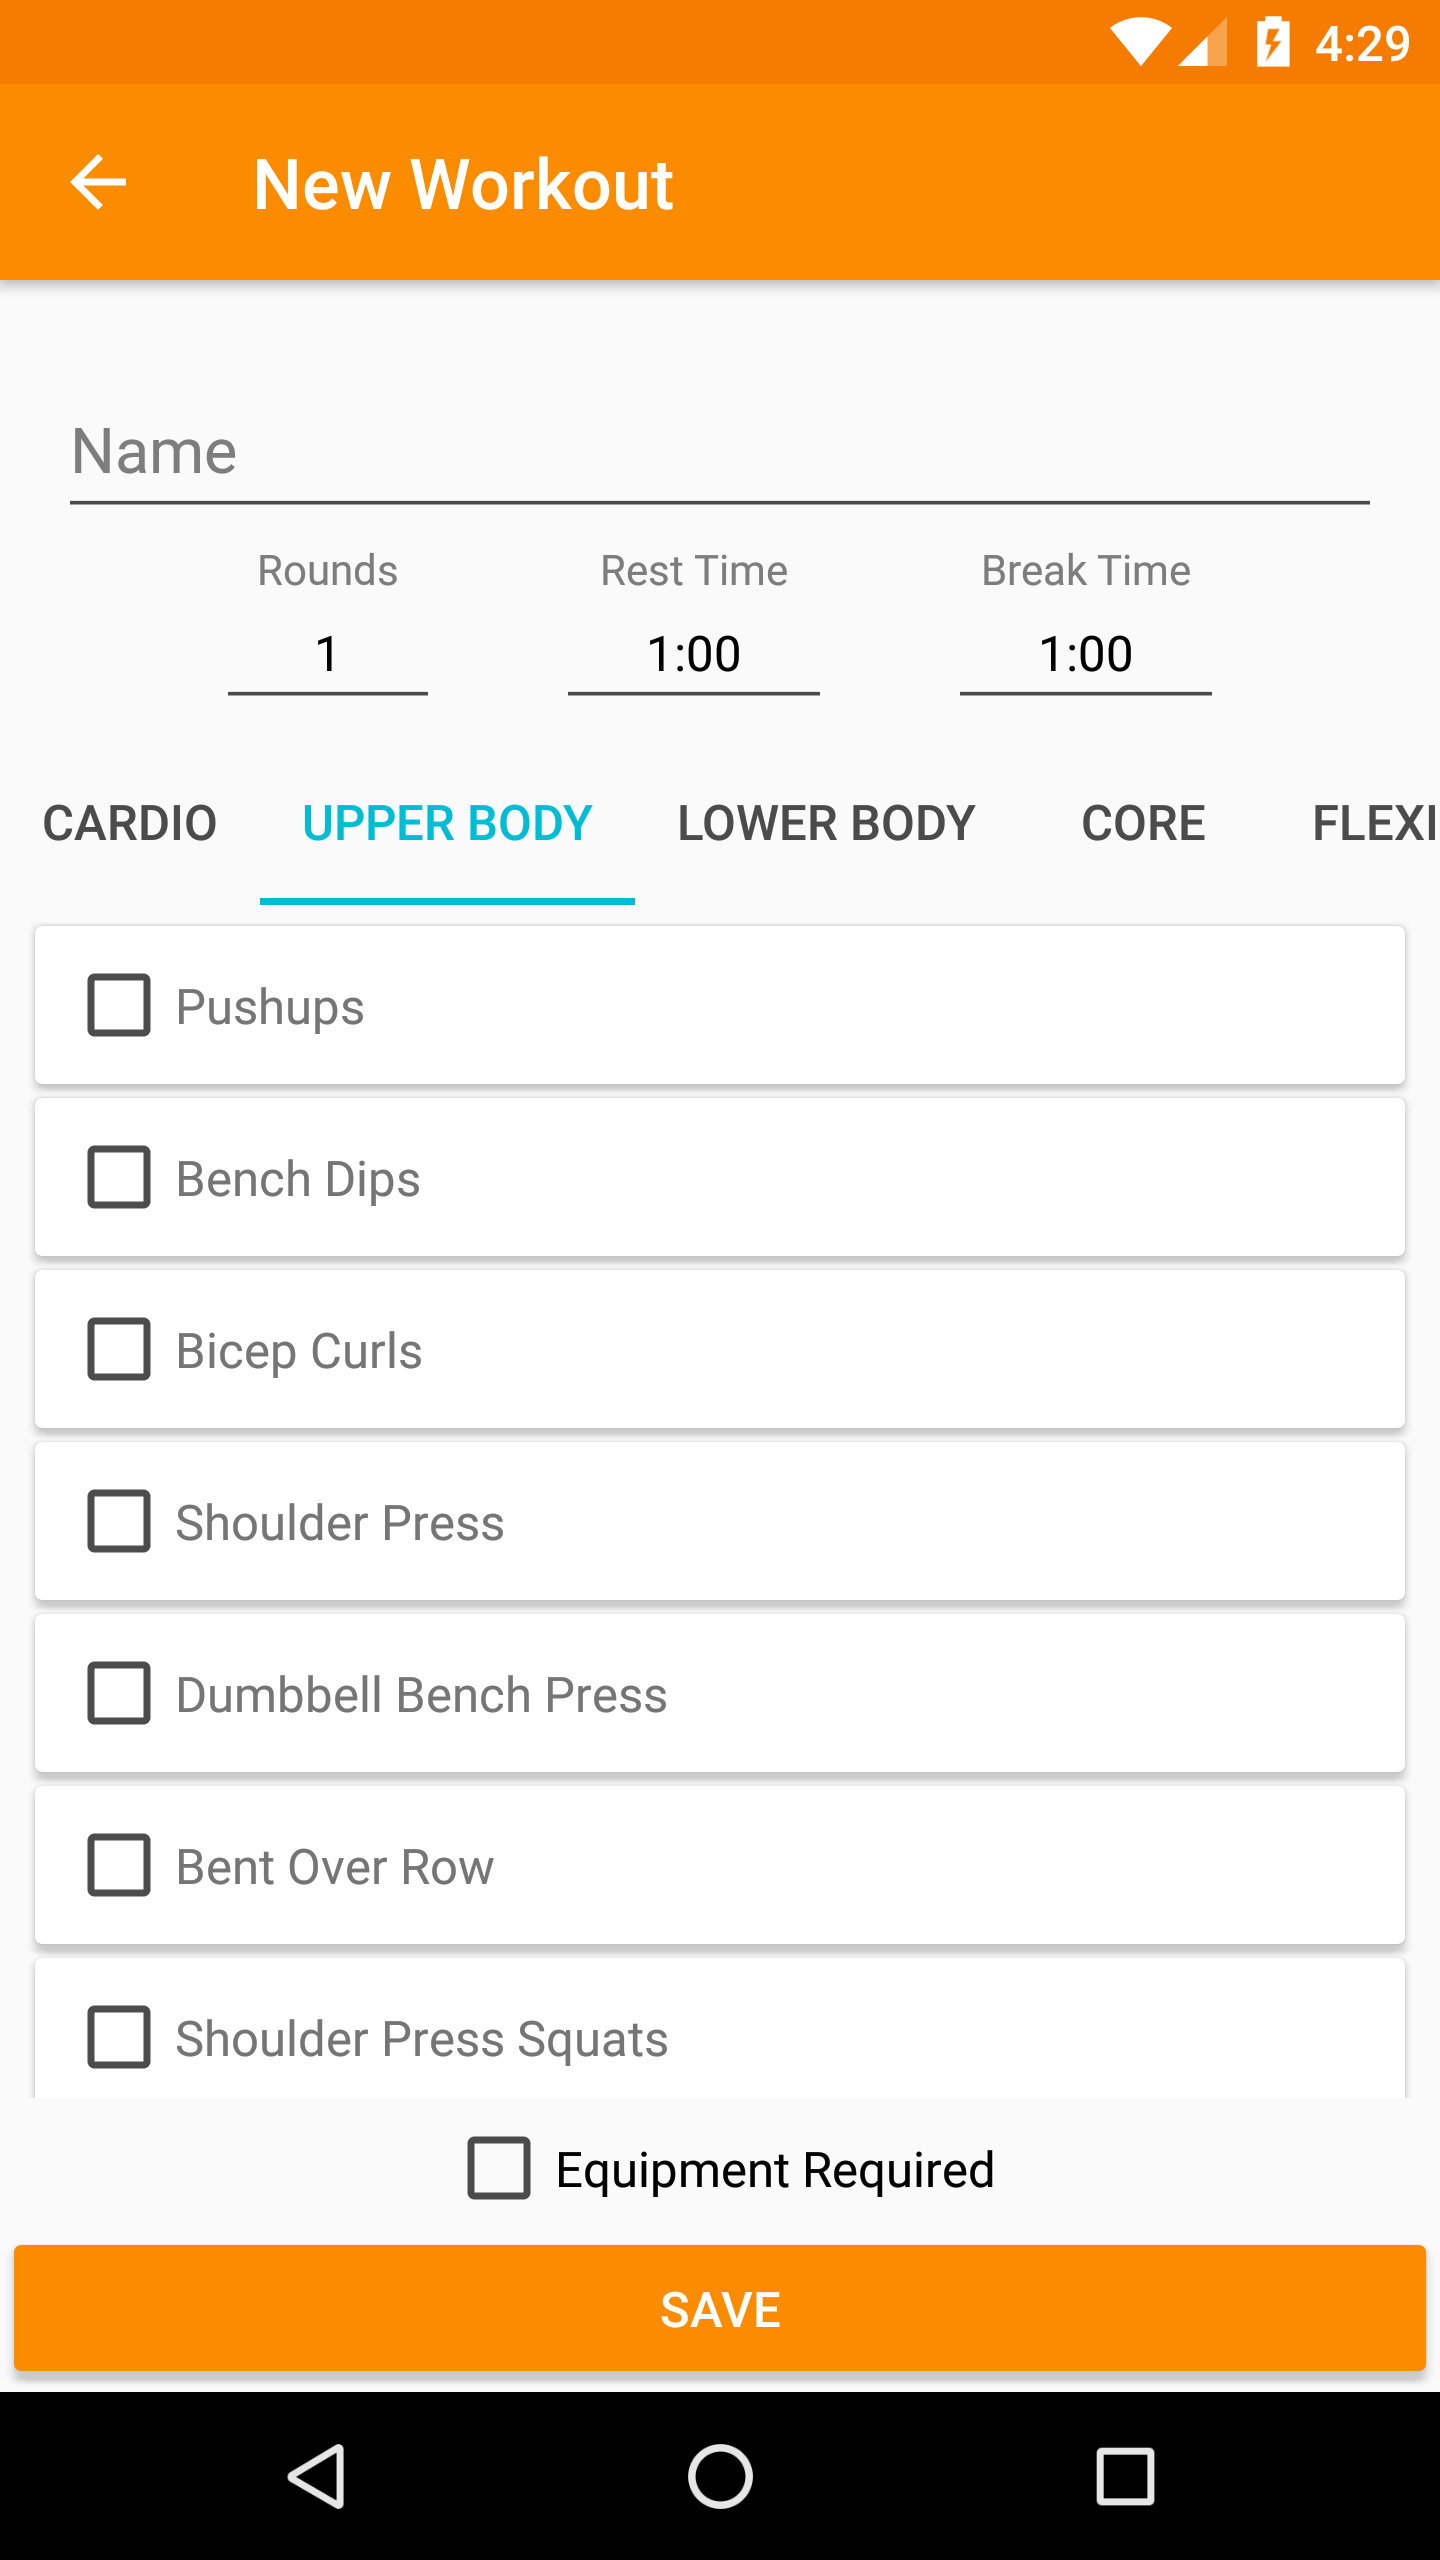 4:29
New Workout
Name
Rounds Rest Time Break Time
1 1:00 1:00
CARDIO UPPER BODY LOWER BODY CORE FLEXI
Pushups
Bench Dips
Bicep Curls
Shoulder Press
Dumbbell Bench Press
Bent Over Row
Shoulder Press Squats
Equipment Required
SAVE